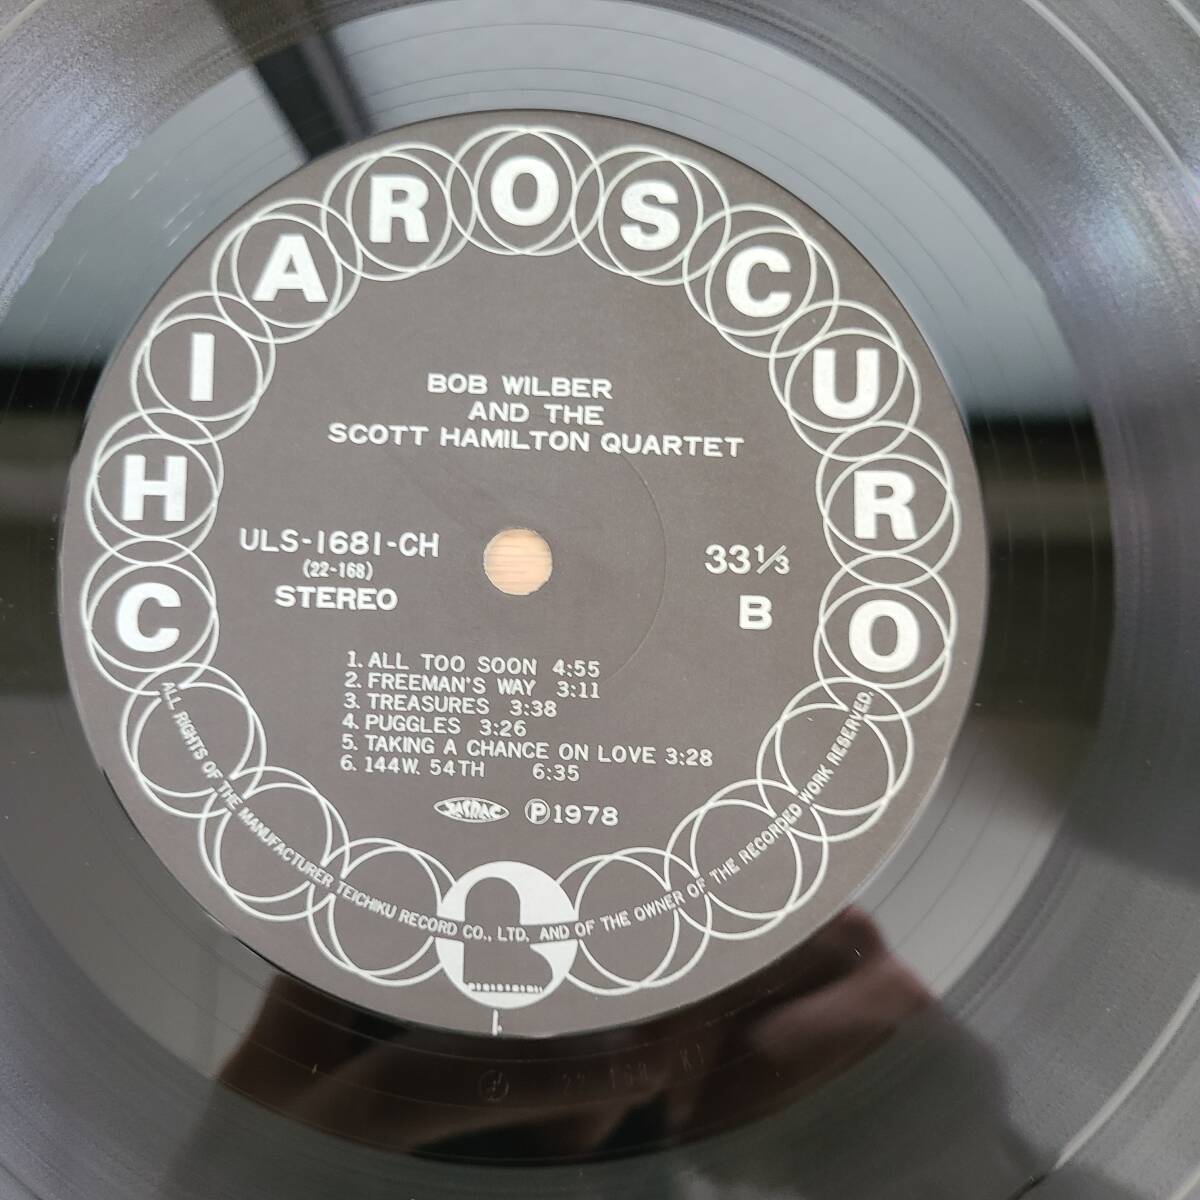 CHIAROSCURO
BOB WILBER
AND THE
SCOTT HAMILTON QUARTET
ULS-1681-CH
(22-168)
STEREO
33 1/3
B
1. ALL TOO SOON 4:55
2. FREEMAN'S WAY 3:11
3. TREASURES 3:38
4. PUGGLES 3:26
5. TAKING A CHANCE ON LOVE 3:28
6. 144W. 54TH 6:35
JASRAC ℗1978
ALL RIGHTS OF THE MANUFACTURER TEICHIKU RECORD CO., LTD. AND OF THE OWNER OF THE RECORDED WORK RESERVED.